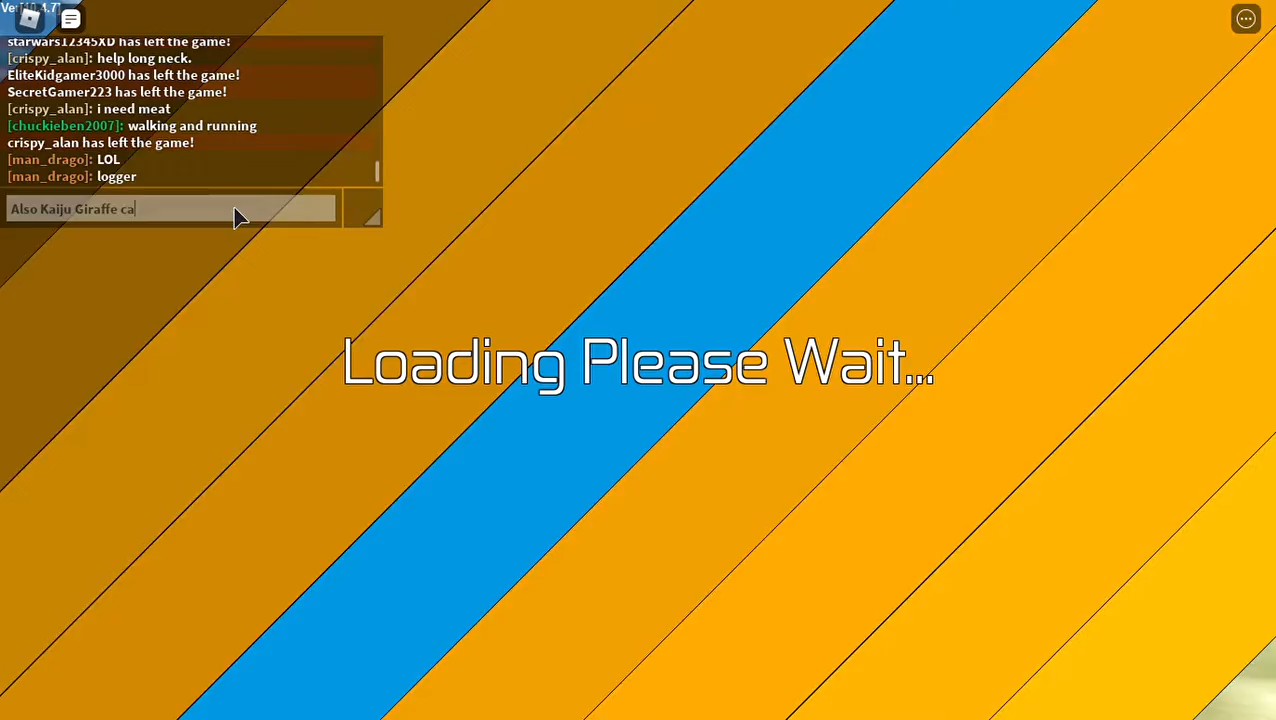 starwars12345XD has left the game!
[crispy_alan]: help long neck.
EliteKidgamer3000 has left the game!
SecretGamer223 has left the game!
[crispy_alan]: i need meat
[chuckieben2007]: walking and running
crispy_alan has left the game!
[man_drago]: LOL
[man_drago]: logger
Also Kaiju Giraffe ca
Loading Please Wait...